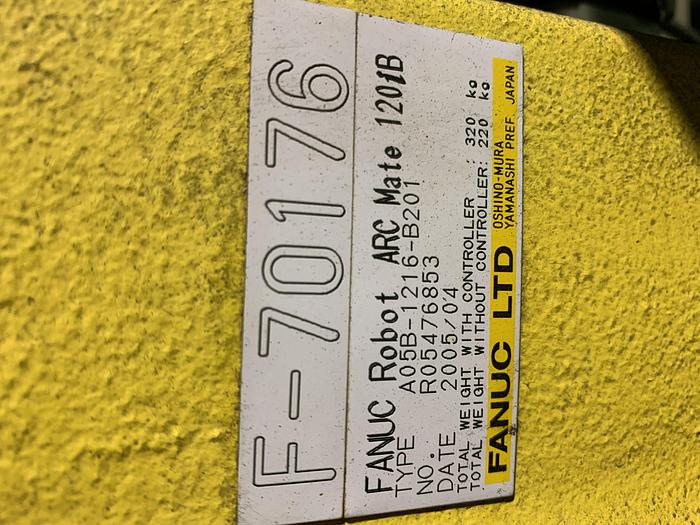 F-70176
FANUC Robot ARC Mate 120iB
TYPE A05B-1216-B201
NO. R05476853
DATE 2005/04
TOTAL WEIGHT WITH CONTROLLER : 320 kg
TOTAL WEIGHT WITHOUT CONTROLLER: 220 kg
FANUC LTD OSHINO-MURA
YAMANASHI PREF. JAPAN